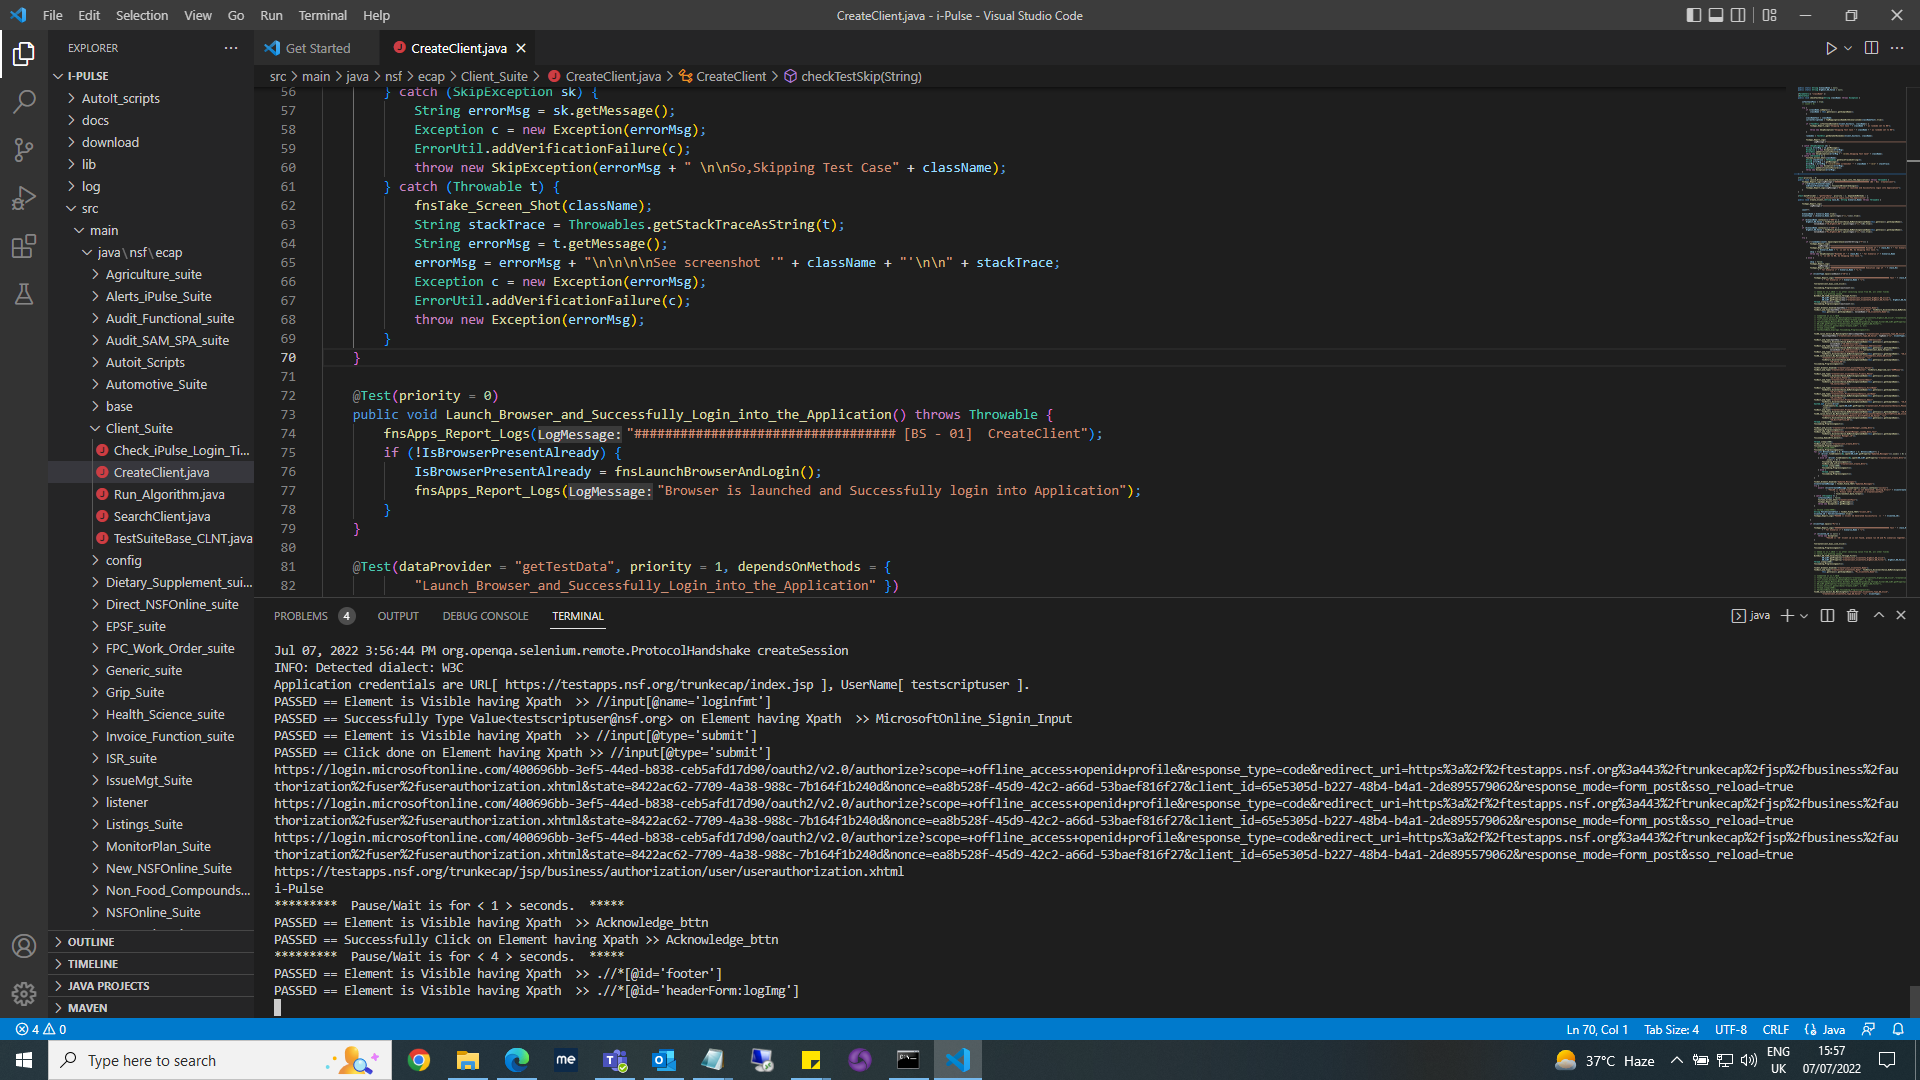 File Edit Selection View Go Run Terminal Help
CreateClient.java - i-Pulse - Visual Studio Code
EXPLORER
I-PULSE
AutoIt_scripts
docs
download
lib
log
src
main
java\nsf\ecap
Agriculture_suite
Alerts_iPulse_Suite
Audit_Functional_suite
Audit_SAM_SPA_suite
Autoit_Scripts
Automotive_Suite
base
Client_Suite
Check_iPulse_Login_Ti...
CreateClient.java
Run_Algorithm.java
SearchClient.java
TestSuiteBase_CLNT.java
config
Dietary_Supplement_sui...
Direct_NSFOnline_suite
EPSF_suite
FPC_Work_Order_suite
Generic_suite
Grip_Suite
Health_Science_suite
Invoice_Function_suite
ISR_suite
IssueMgt_Suite
listener
Listings_Suite
MonitorPlan_Suite
New_NSFOnline_Suite
Non_Food_Compounds...
NSFOnline_Suite
OUTLINE
TIMELINE
JAVA PROJECTS
MAVEN
Get Started
CreateClient.java
src > main > java > nsf > ecap > Client_Suite > CreateClient.java > CreateClient > checkTestSkip(String)
56 } catch (SkipException sk) {
57 String errorMsg = sk.getMessage();
58 Exception c = new Exception(errorMsg);
59 ErrorUtil.addVerificationFailure(c);
60 throw new SkipException(errorMsg + " \n\nSo,Skipping Test Case" + className);
61 } catch (Throwable t) {
62 fnsTake_Screen_Shot(className);
63 String stackTrace = Throwables.getStackTraceAsString(t);
64 String errorMsg = t.getMessage();
65 errorMsg = errorMsg + "\n\n\n\nSee screenshot '" + className + "'\n\n" + stackTrace;
66 Exception c = new Exception(errorMsg);
67 ErrorUtil.addVerificationFailure(c);
68 throw new Exception(errorMsg);
69 }
70 }
71
72 @Test(priority = 0)
73 public void Launch_Browser_and_Successfully_Login_into_the_Application() throws Throwable {
74 fnsApps_Report_Logs(LogMessage: "################################## [BS - 01]  CreateClient");
75 if (!IsBrowserPresentAlready) {
76 IsBrowserPresentAlready = fnsLaunchBrowserAndLogin();
77 fnsApps_Report_Logs(LogMessage: "Browser is launched and Successfully login into Application");
78 }
79 }
80
81 @Test(dataProvider = "getTestData", priority = 1, dependsOnMethods = {
82 "Launch_Browser_and_Successfully_Login_into_the_Application" })
PROBLEMS 4 OUTPUT DEBUG CONSOLE TERMINAL
java
Jul 07, 2022 3:56:44 PM org.openqa.selenium.remote.ProtocolHandshake createSession
INFO: Detected dialect: W3C
Application credentials are URL[ https://testapps.nsf.org/trunkecap/index.jsp ], UserName[ testscriptuser ].
PASSED == Element is Visible having Xpath  >> //input[@name='loginfmt']
PASSED == Successfully Type Value<testscriptuser@nsf.org> on Element having Xpath  >> MicrosoftOnline_Signin_Input
PASSED == Element is Visible having Xpath  >> //input[@type='submit']
PASSED == Click done on Element having Xpath >> //input[@type='submit']
https://login.microsoftonline.com/400696bb-3ef5-44ed-b838-ceb5afd17d90/oauth2/v2.0/authorize?scope=+offline_access+openid+profile&response_type=code&redirect_uri=https%3a%2f%2ftestapps.nsf.org%3a443%2ftrunkecap%2fjsp%2fbusiness%2fau
thorization%2fuser%2fuserauthorization.xhtml&state=8422ac62-7709-4a38-988c-7b164f1b240d&nonce=ea8b528f-45d9-42c2-a66d-53baef816f27&client_id=65e5305d-b227-48b4-b4a1-2de895579062&response_mode=form_post&sso_reload=true
https://login.microsoftonline.com/400696bb-3ef5-44ed-b838-ceb5afd17d90/oauth2/v2.0/authorize?scope=+offline_access+openid+profile&response_type=code&redirect_uri=https%3a%2f%2ftestapps.nsf.org%3a443%2ftrunkecap%2fjsp%2fbusiness%2fau
thorization%2fuser%2fuserauthorization.xhtml&state=8422ac62-7709-4a38-988c-7b164f1b240d&nonce=ea8b528f-45d9-42c2-a66d-53baef816f27&client_id=65e5305d-b227-48b4-b4a1-2de895579062&response_mode=form_post&sso_reload=true
https://login.microsoftonline.com/400696bb-3ef5-44ed-b838-ceb5afd17d90/oauth2/v2.0/authorize?scope=+offline_access+openid+profile&response_type=code&redirect_uri=https%3a%2f%2ftestapps.nsf.org%3a443%2ftrunkecap%2fjsp%2fbusiness%2fau
thorization%2fuser%2fuserauthorization.xhtml&state=8422ac62-7709-4a38-988c-7b164f1b240d&nonce=ea8b528f-45d9-42c2-a66d-53baef816f27&client_id=65e5305d-b227-48b4-b4a1-2de895579062&response_mode=form_post&sso_reload=true
https://testapps.nsf.org/trunkecap/jsp/business/authorization/user/userauthorization.xhtml
i-Pulse
*********  Pause/Wait is for < 1 > seconds.  *****
PASSED == Element is Visible having Xpath  >> Acknowledge_bttn
PASSED == Successfully Click on Element having Xpath >> Acknowledge_bttn
*********  Pause/Wait is for < 4 > seconds.  *****
PASSED == Element is Visible having Xpath  >> .//*[@id='footer']
PASSED == Element is Visible having Xpath  >> .//*[@id='headerForm:logImg']
4 0
Ln 70, Col 1 Tab Size: 4 UTF-8 CRLF Java
Type here to search
me
37°C Haze
ENG
UK
15:57
07/07/2022